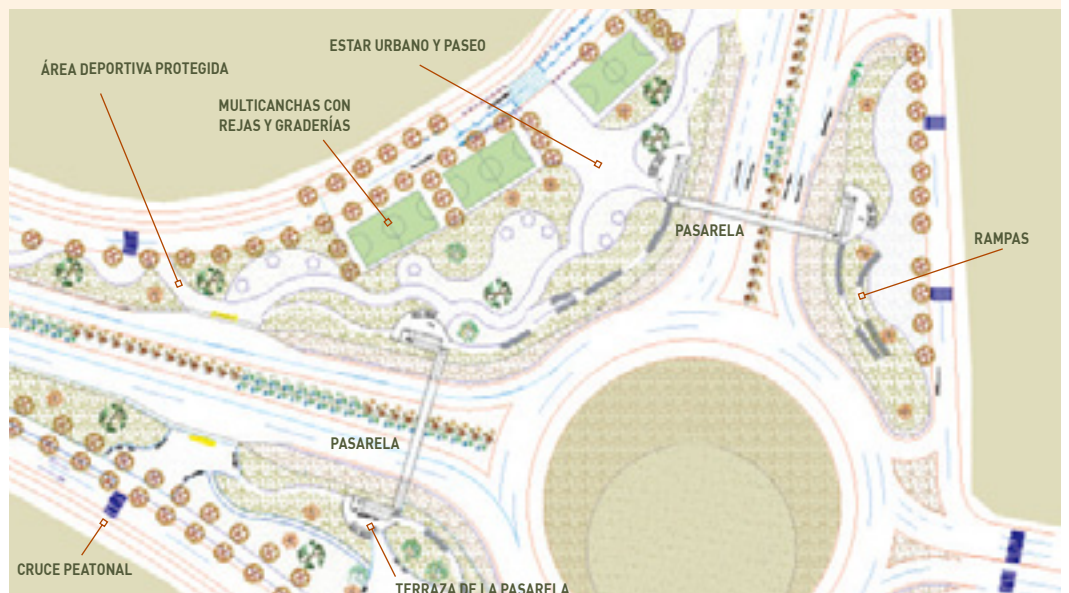 ESTAR URBANO Y PASEO
ÁREA DEPORTIVA PROTEGIDA
MULTICANCHAS CON
REJAS Y GRADERÍAS
PASARELA
RAMPAS
PASARELA
CRUCE PEATONAL
TERRAZA DE LA PASARELA